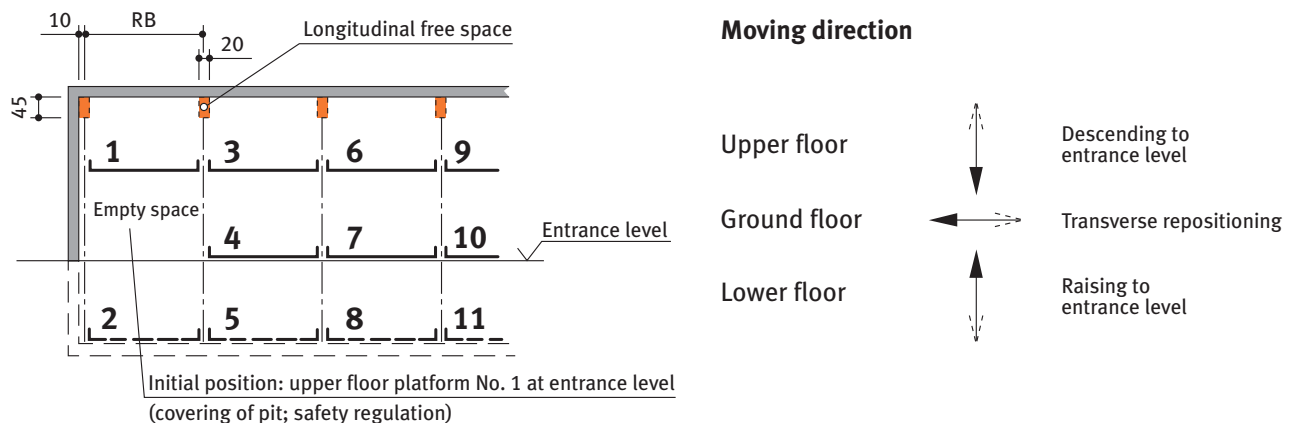 10
RB
Longitudinal free space
20
45
1
3
6
9
Empty space
4
7
10
Entrance level
2
5
8
11
Initial position: upper floor platform No. 1 at entrance level
(covering of pit; safety regulation)
Moving direction
Upper floor
Descending to
entrance level
Ground floor
Transverse repositioning
Lower floor
Raising to
entrance level